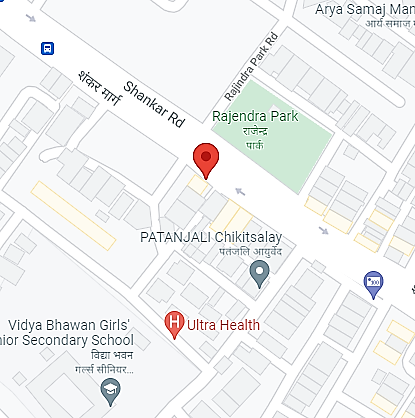 Arya Samaj Man
आर्य समाज म
Rajindra Park Rd
Shankar Rd
शंकर मार्ग
Rajendra Park
राजेन्द्र
पार्क
PATANJALI Chikitsalay
पतंजलि आयुर्वेद
H
Ultra Health
Vidya Bhawan Girls'
nior Secondary School
विद्या भवन
गर्ल्स सीनियर...